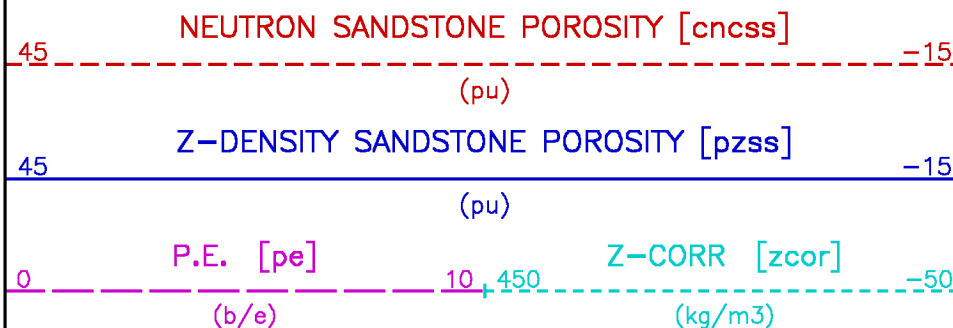 NEUTRON SANDSTONE POROSITY [cncss]
45 -15
(pu)
Z-DENSITY SANDSTONE POROSITY [pzss]
45 -15
(pu)
P.E. [pe] Z-CORR [zcor]
0 10 450 -50
(b/e) (kg/m3)